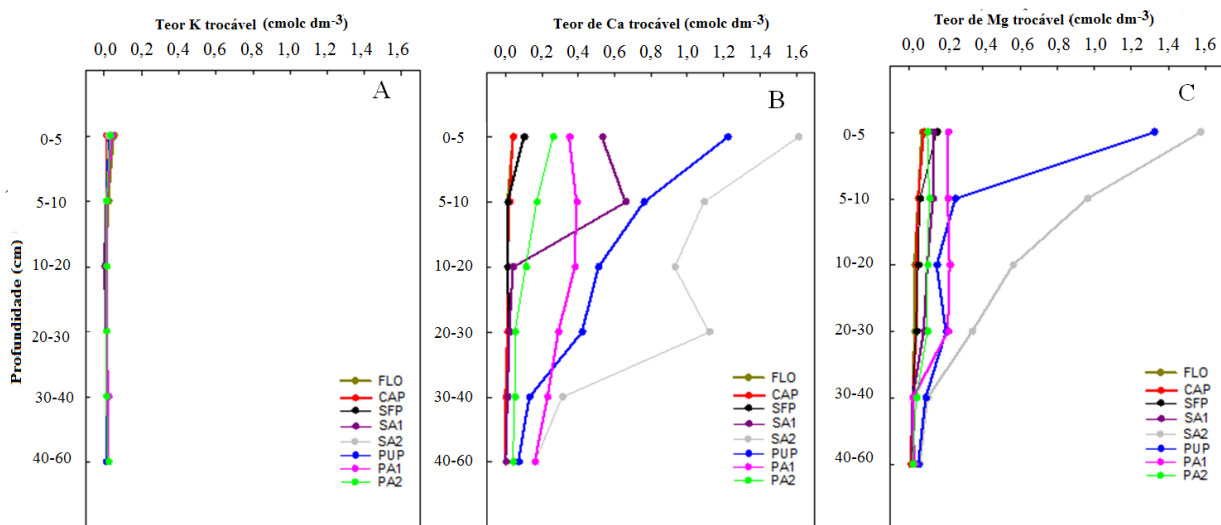 Teor K trocável (cmolc dm-3)
0,0 0,2 0,4 0,6 0,8 1,0 1,2 1,4 1,6
A
0-5
5-10
10-20
20-30
30-40
40-60
Profundidade (cm)
FLO
CAP
SFP
SA1
SA2
PUP
PA1
PA2
Teor de Ca trocável (cmolc dm-3)
0,0 0,2 0,4 0,6 0,8 1,0 1,2 1,4 1,6
B
0-5
5-10
10-20
20-30
30-40
40-60
FLO
CAP
SFP
SA1
SA2
PUP
PA1
PA2
Teor de Mg trocável (cmolc dm-3)
0,0 0,2 0,4 0,6 0,8 1,0 1,2 1,4 1,6
C
0-5
5-10
10-20
20-30
30-40
40-60
FLO
CAP
SFP
SA1
SA2
PUP
PA1
PA2